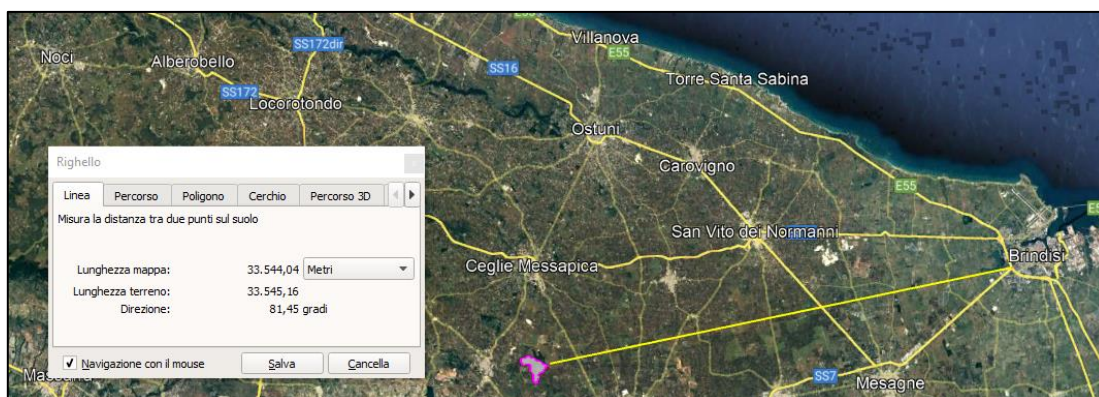 E55
Villanova
Noci
Alberobello
SS172dir
E55
SS16
SS172
Locorotondo
Torre Santa Sabina
Ostuni
Carovigno
E55
San Vito dei Normanni
Ceglie Messapica
Brindisi
Mesagne
SS7
Righello
Linea
Percorso
Poligono
Cerchio
Percorso 3D
Misura la distanza tra due punti sul suolo
Lunghezza mappa: 33.544,04 Metri
Lunghezza terreno: 33.545,16
Direzione: 81,45 gradi
Navigazione con il mouse
Salva
Cancella